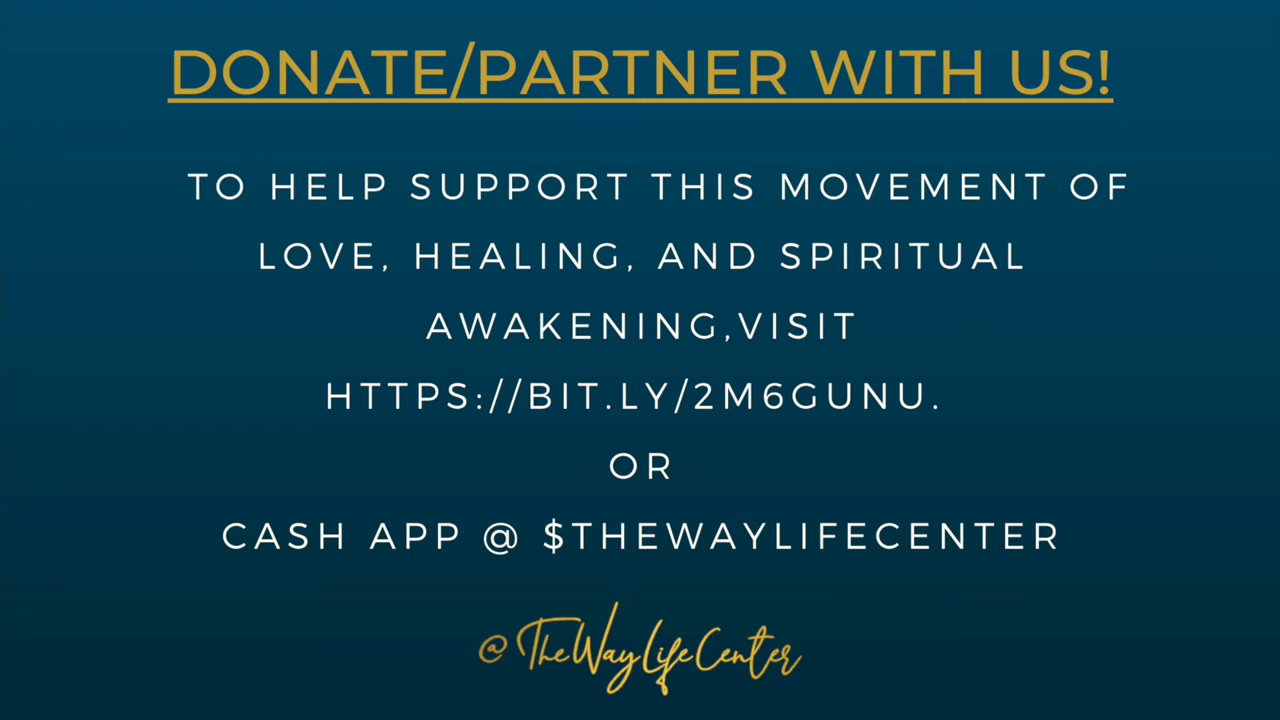 DONATE/PARTNER WITH US!
TO HELP SUPPORT THIS MOVEMENT OF
LOVE, HEALING, AND SPIRITUAL
AWAKENING,VISIT
HTTPS://BIT.LY/2M6GUNU.
OR
CASH APP @ $THEWAYLIFECENTER
@TheWayLifeCenter